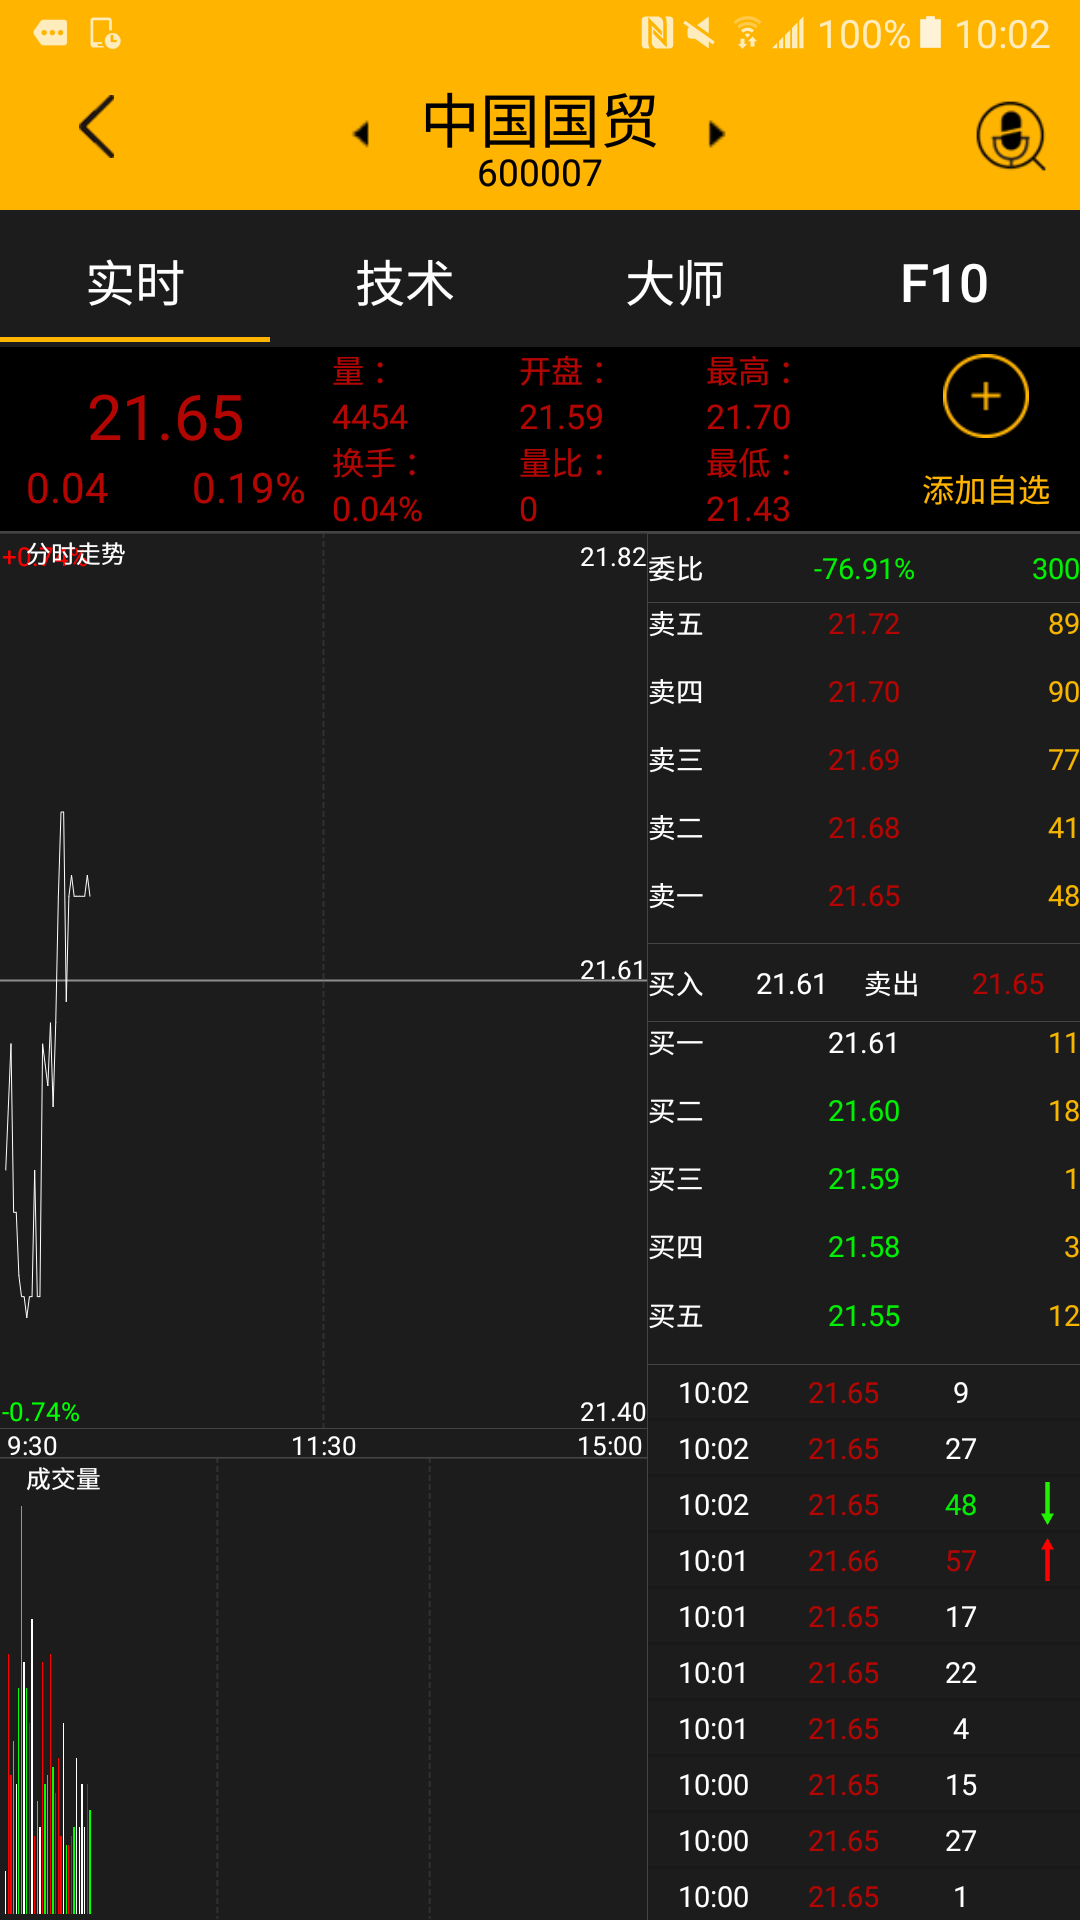 100% 10:02
中国国贸
600007
实时 技术 大师 F10
21.65
0.04 0.19%
量：
4454
换手：
0.04%
开盘：
21.59
量比：
0
最高：
21.70
最低：
21.43
添加自选
分时走势 21.82
21.61
-0.74% 21.40
9:30 11:30 15:00
成交量
委比 -76.91% 300
卖五 21.72 89
卖四 21.70 90
卖三 21.69 77
卖二 21.68 41
卖一 21.65 48
买入 21.61 卖出 21.65
买一 21.61 11
买二 21.60 18
买三 21.59 1
买四 21.58 3
买五 21.55 12
10:02 21.65 9
10:02 21.65 27
10:02 21.65 48
10:01 21.66 57
10:01 21.65 17
10:01 21.65 22
10:01 21.65 4
10:00 21.65 15
10:00 21.65 27
10:00 21.65 1